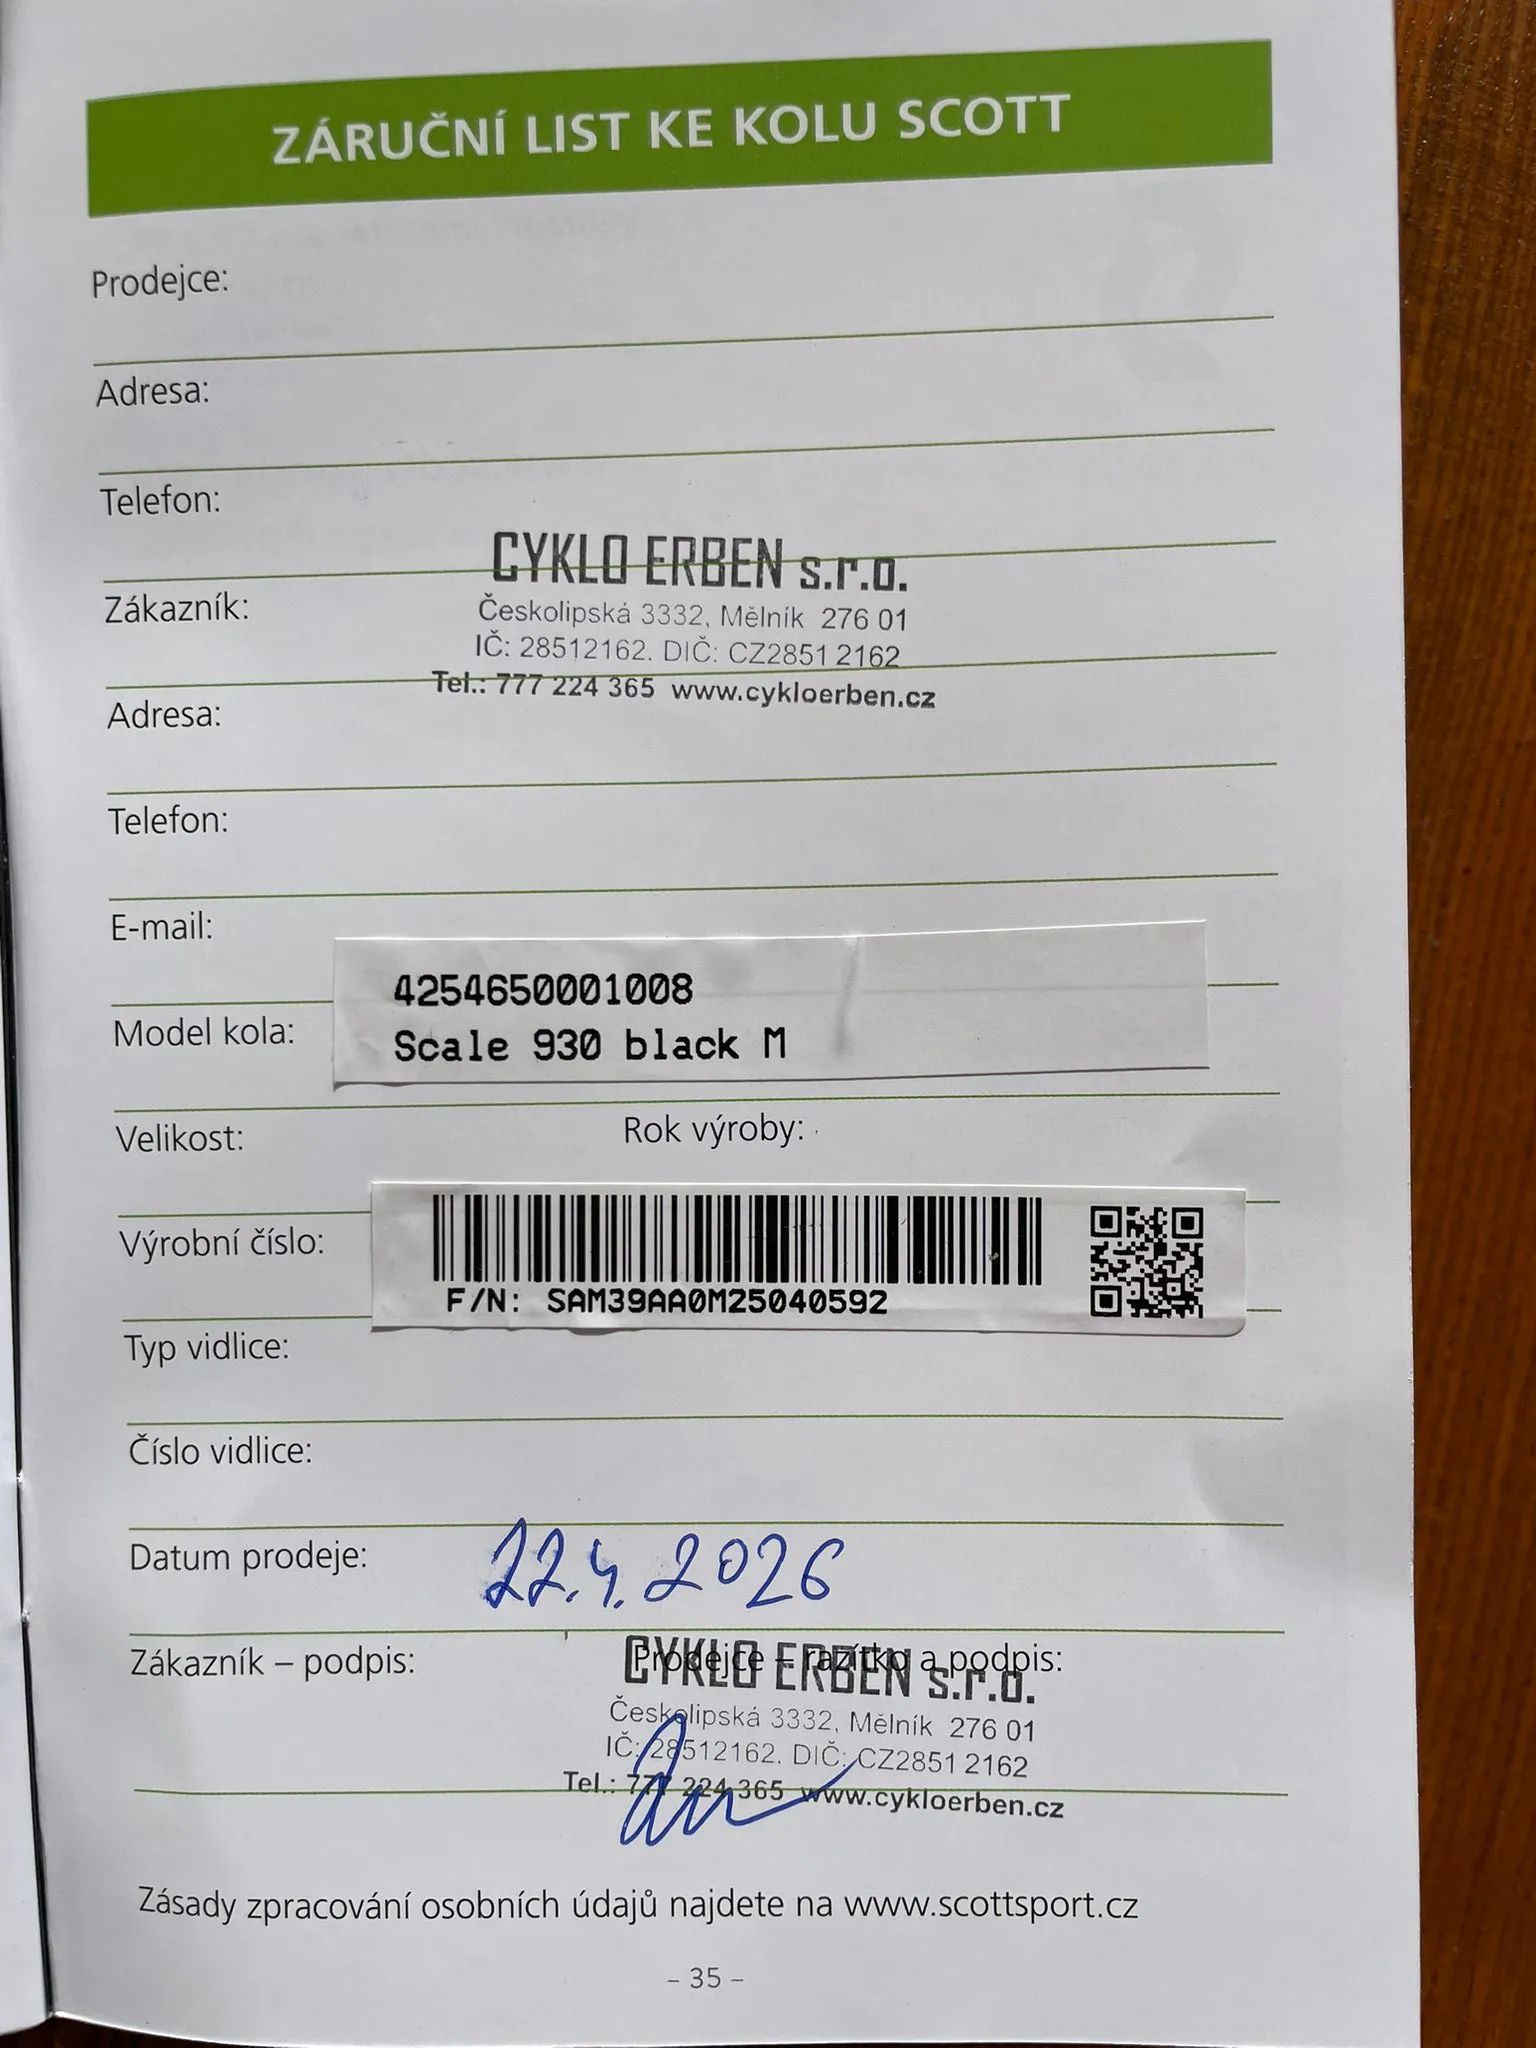 ZÁRUČNÍ LIST KE KOLU SCOTT
Prodejce:
Adresa:
Telefon:
CYKLO ERBEN s.r.o.
Zákazník:
Českolipská 3332, Mělník 276 01
IČ: 28512162. DIČ: CZ2851 2162
Tel.: 777 224 365 www.cykloerben.cz
Adresa:
Telefon:
E-mail:
4254650001008
Model kola:
Scale 930 black M
Velikost: Rok výroby:
Výrobní číslo:
F/N: SAM39AA0M25040592
Typ vidlice:
Číslo vidlice:
Datum prodeje: 22.4.2026
Zákazník – podpis: Prodejce – razítko a podpis:
CYKLO ERBEN s.r.o.
Českolipská 3332, Mělník 276 01
IČ: 28512162. DIČ: CZ2851 2162
Tel.: 777 224 365 www.cykloerben.cz
Zásady zpracování osobních údajů najdete na www.scottsport.cz
– 35 –